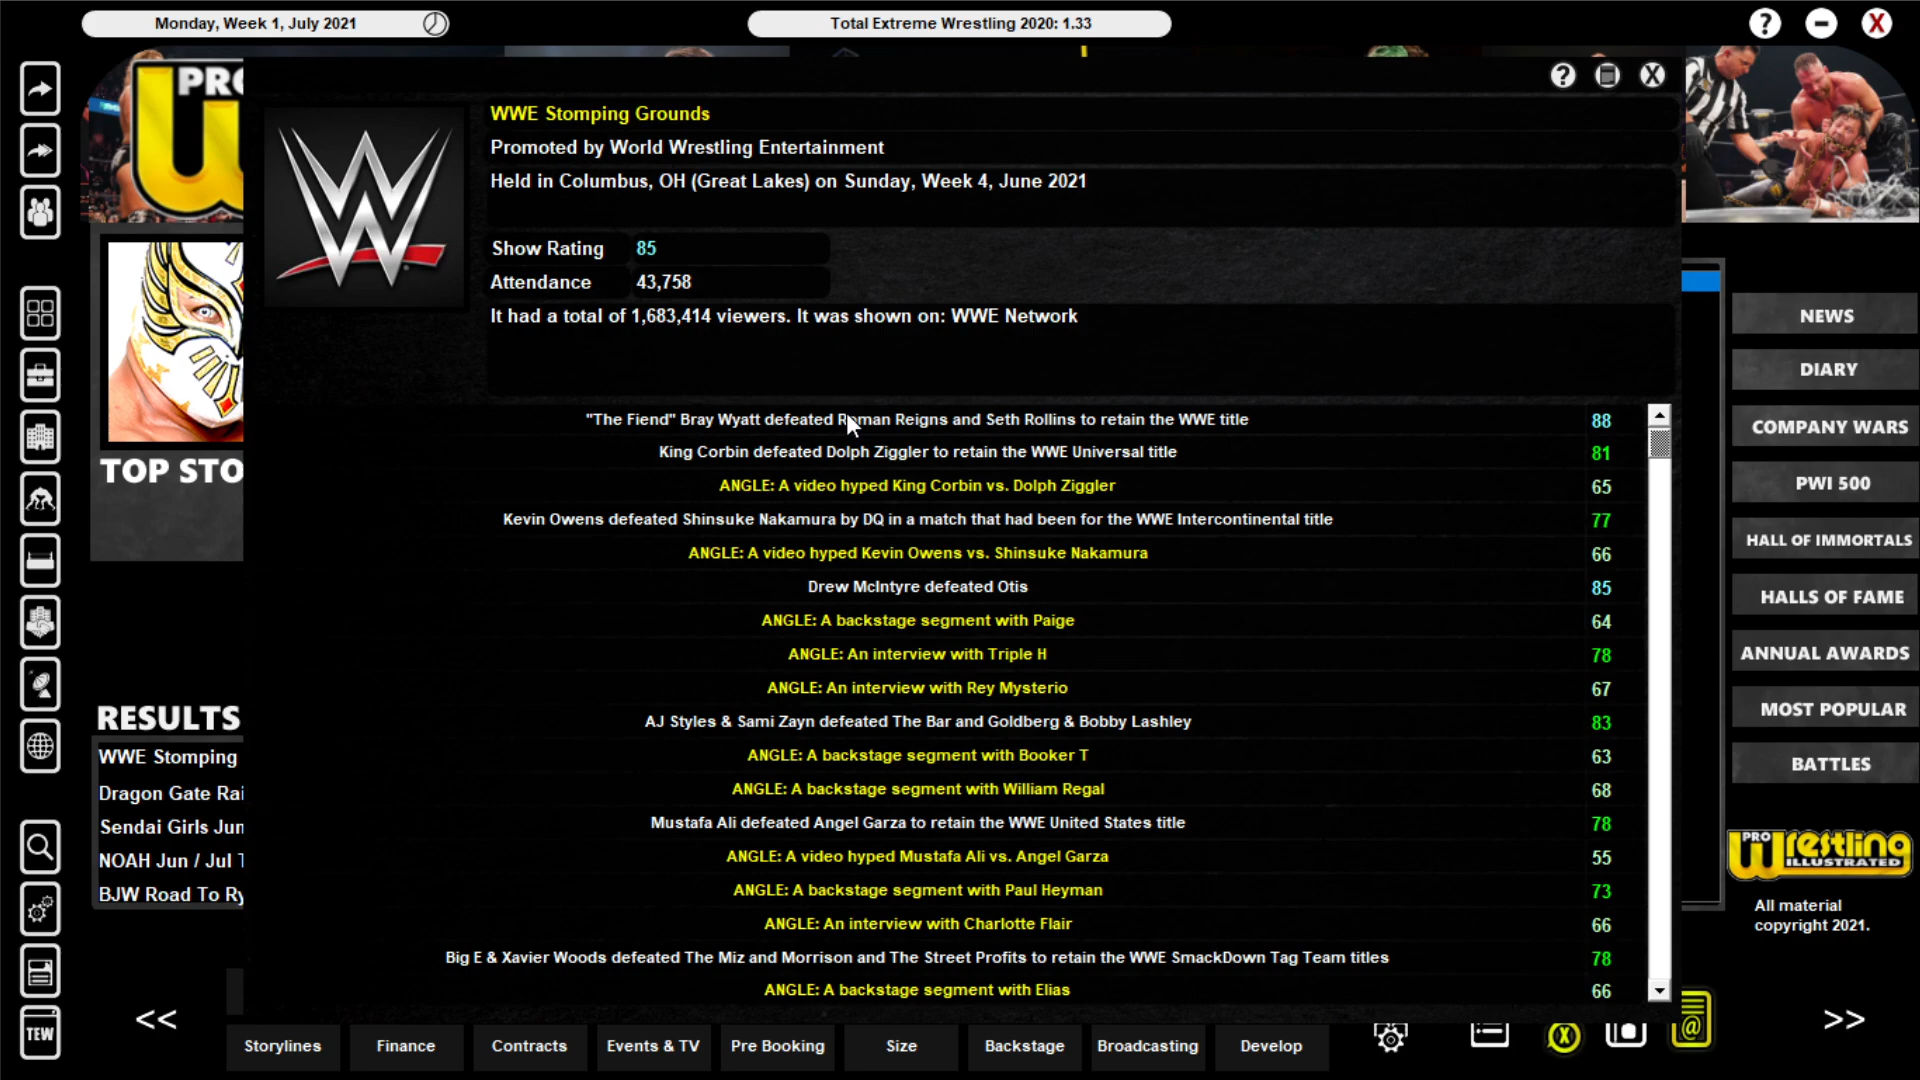 Monday, Week 1, July 2021
Total Extreme Wrestling 2020: 1.33
? – X
PRO
W
? X
WWE Stomping Grounds
Promoted by World Wrestling Entertainment
Held in Columbus, OH (Great Lakes) on Sunday, Week 4, June 2021
Show Rating 85
Attendance 43,758
It had a total of 1,683,414 viewers. It was shown on: WWE Network
"The Fiend" Bray Wyatt defeated Roman Reigns and Seth Rollins to retain the WWE title 88
King Corbin defeated Dolph Ziggler to retain the WWE Universal title 81
ANGLE: A video hyped King Corbin vs. Dolph Ziggler 65
Kevin Owens defeated Shinsuke Nakamura by DQ in a match that had been for the WWE Intercontinental title 77
ANGLE: A video hyped Kevin Owens vs. Shinsuke Nakamura 66
Drew McIntyre defeated Otis 85
ANGLE: A backstage segment with Paige 64
ANGLE: An interview with Triple H 78
ANGLE: An interview with Rey Mysterio 67
AJ Styles & Sami Zayn defeated The Bar and Goldberg & Bobby Lashley 83
ANGLE: A backstage segment with Booker T 63
ANGLE: A backstage segment with William Regal 68
Mustafa Ali defeated Angel Garza to retain the WWE United States title 78
ANGLE: A video hyped Mustafa Ali vs. Angel Garza 55
ANGLE: A backstage segment with Paul Heyman 73
ANGLE: An interview with Charlotte Flair 66
Big E & Xavier Woods defeated The Miz and Morrison and The Street Profits to retain the WWE SmackDown Tag Team titles 78
ANGLE: A backstage segment with Elias 66
TOP STO
RESULTS
WWE Stomping
Dragon Gate Rai
Sendai Girls Jun
NOAH Jun / Jul T
BJW Road To Ry
NEWS
DIARY
COMPANY WARS
PWI 500
HALL OF IMMORTALS
HALLS OF FAME
ANNUAL AWARDS
MOST POPULAR
BATTLES
PRO Wrestling
ILLUSTRATED
All material
copyright 2021.
TEW
<<
Storylines
Finance
Contracts
Events & TV
Pre Booking
Size
Backstage
Broadcasting
Develop
X
@
>>